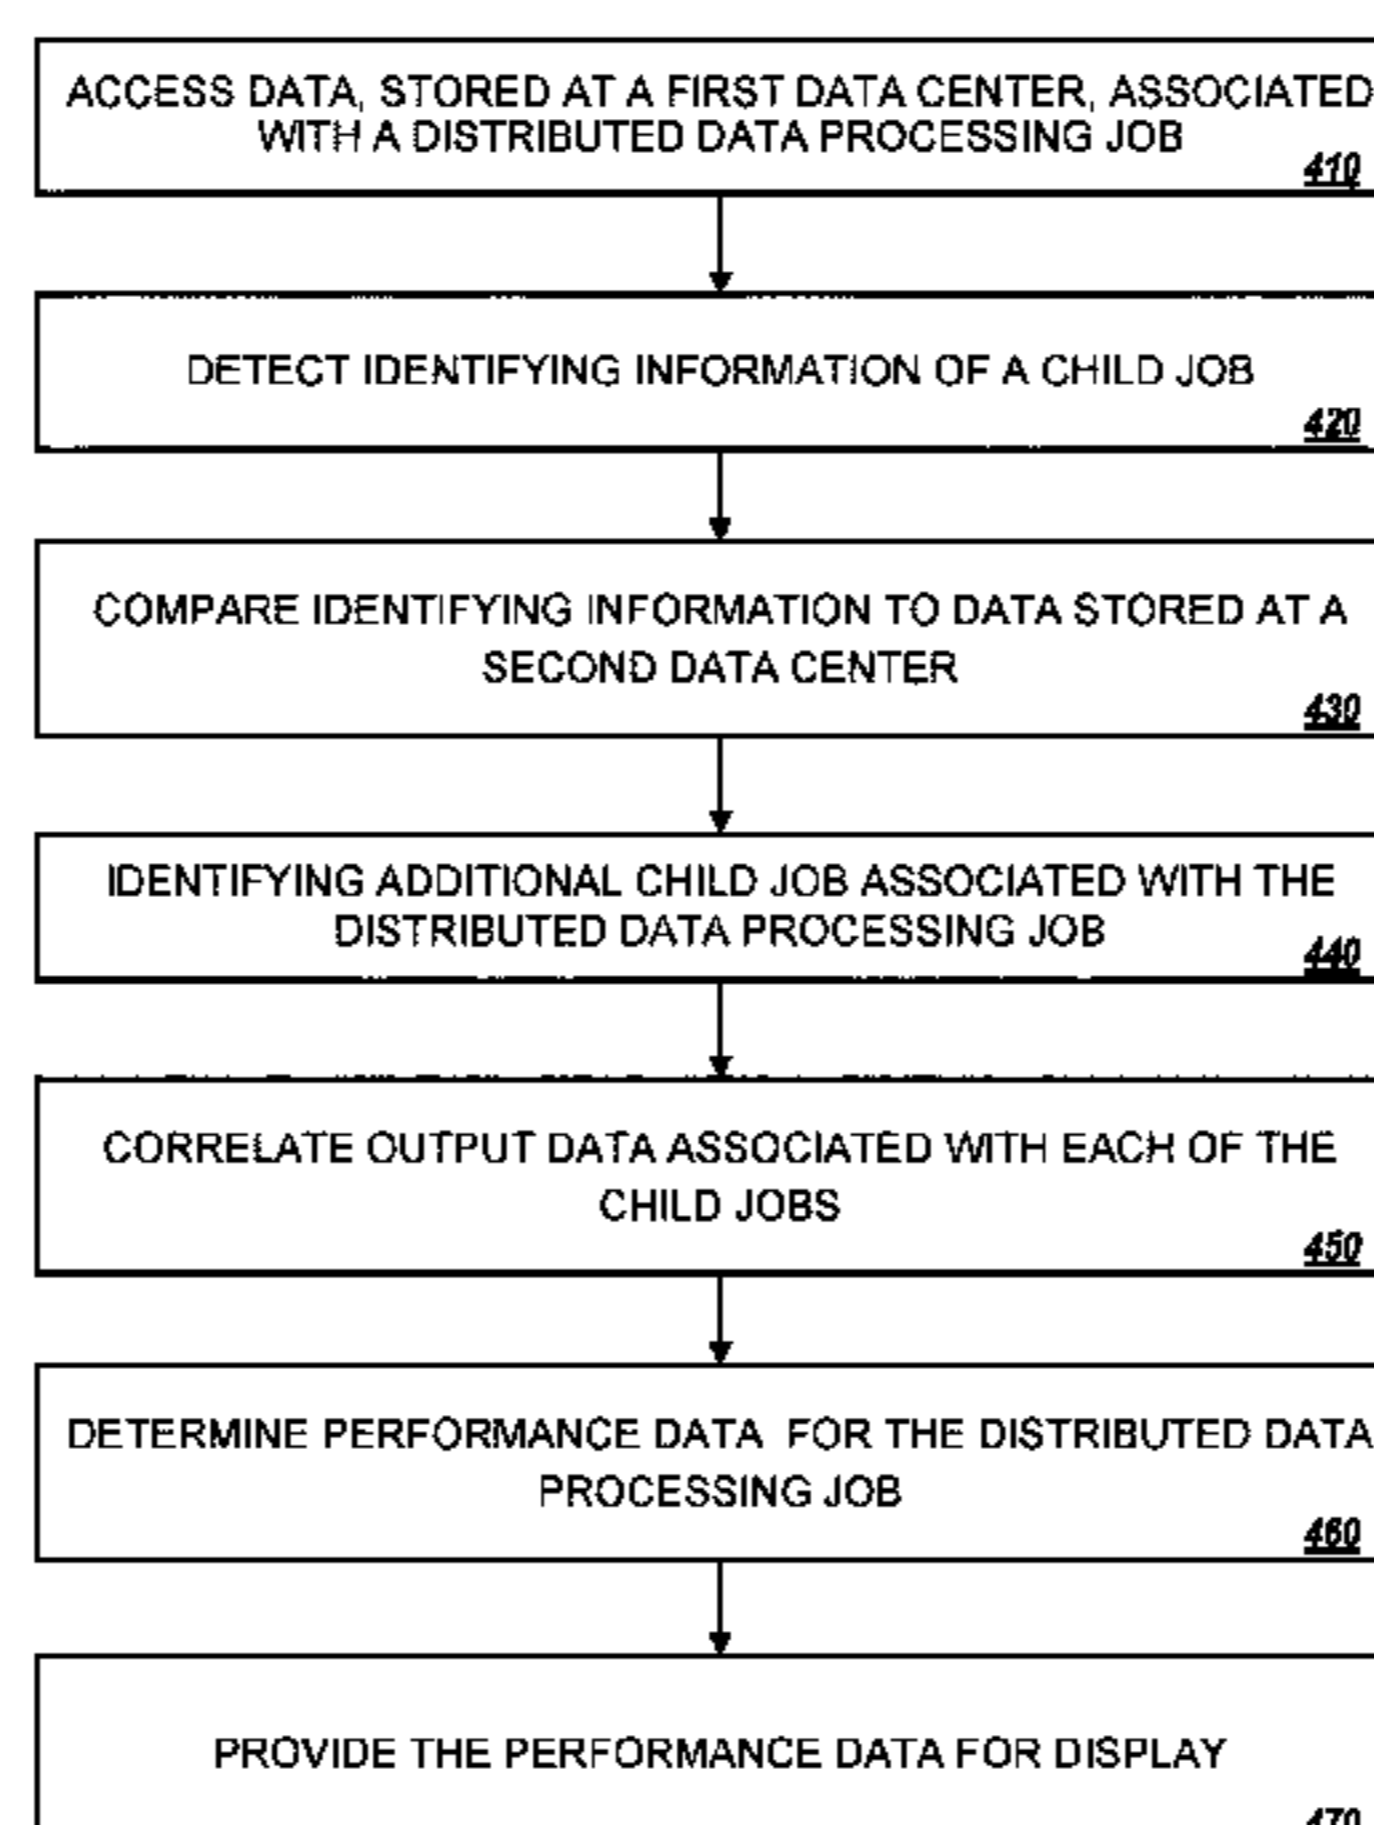 ACCESS DATA, STORED AT A FIRST DATA CENTER, ASSOCIATED
WITH A DISTRIBUTED DATA PROCESSING JOB
410
DETECT IDENTIFYING INFORMATION OF A CHILD JOB
420
COMPARE IDENTIFYING INFORMATION TO DATA STORED AT A
SECOND DATA CENTER
430
IDENTIFYING ADDITIONAL CHILD JOB ASSOCIATED WITH THE
DISTRIBUTED DATA PROCESSING JOB
440
CORRELATE OUTPUT DATA ASSOCIATED WITH EACH OF THE
CHILD JOBS
450
DETERMINE PERFORMANCE DATA FOR THE DISTRIBUTED DATA
PROCESSING JOB
460
PROVIDE THE PERFORMANCE DATA FOR DISPLAY
470